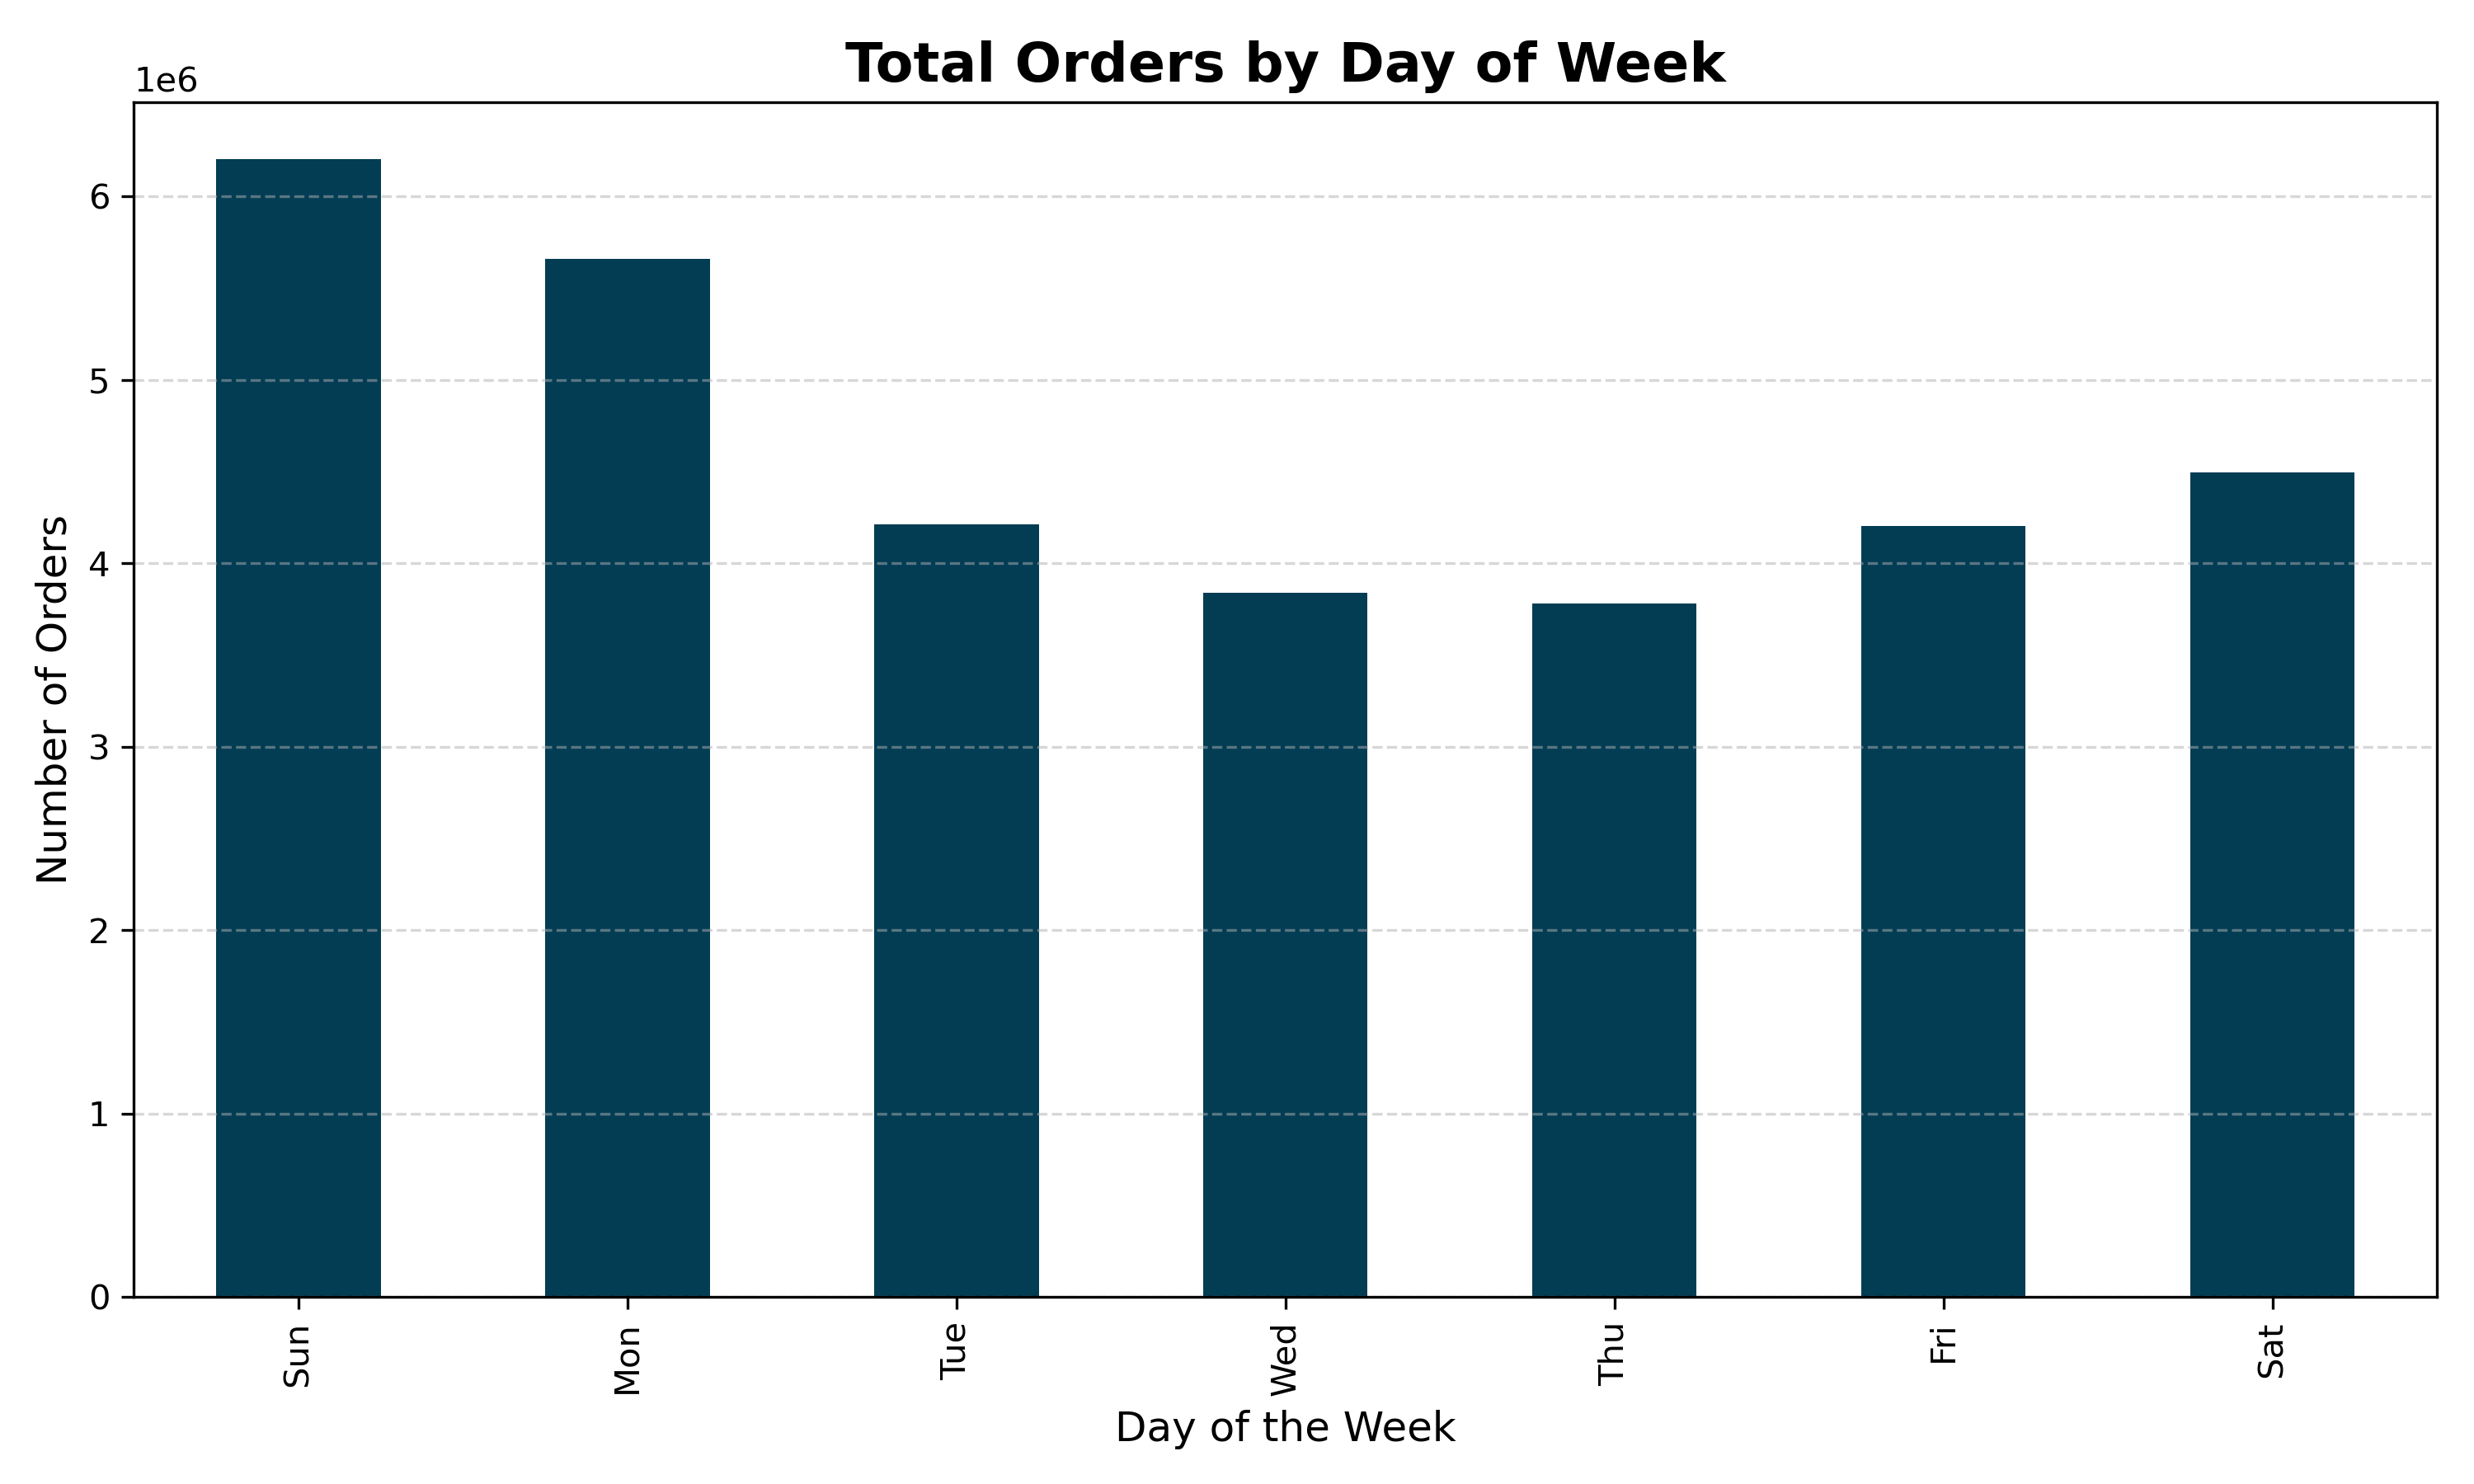 Total Orders by Day of Week
1e6
6
5
4
3
2
1
0
Number of Orders
Sun
Mon
Tue
Wed
Thu
Fri
Sat
Day of the Week